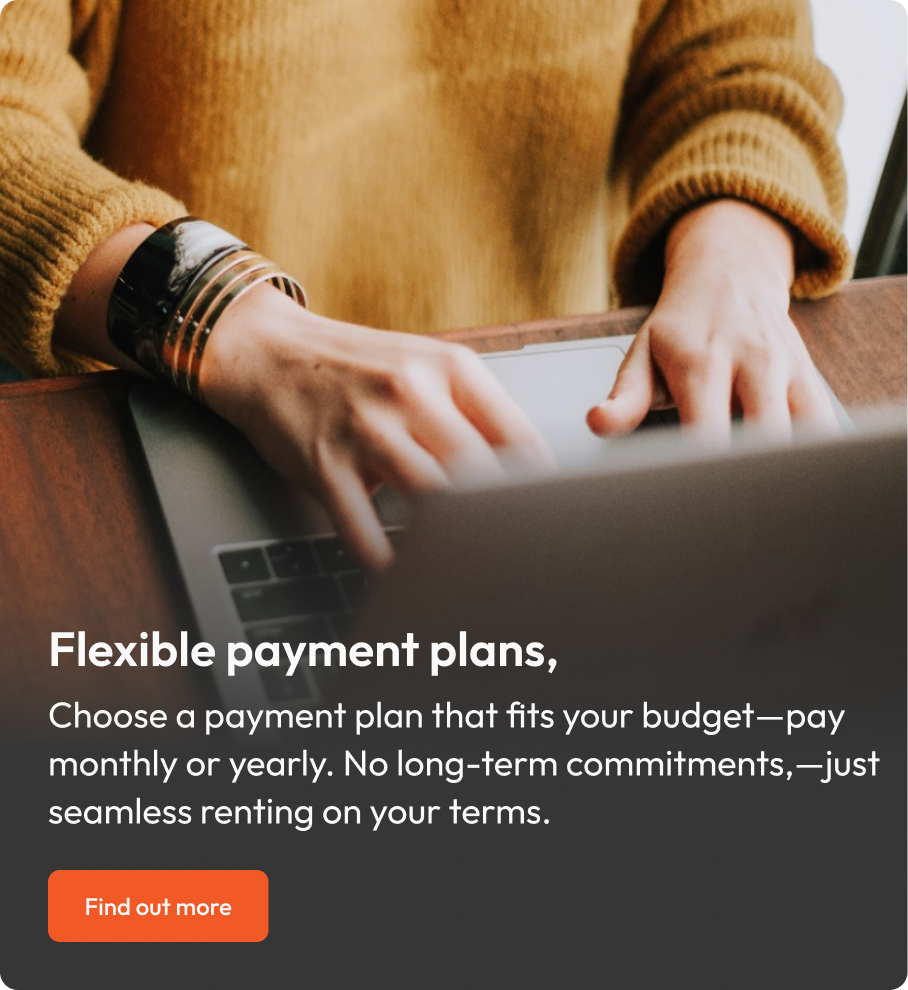 Flexible payment plans,
Choose a payment plan that fits your budget—pay
monthly or yearly. No long-term commitments,—just
seamless renting on your terms.
Find out more